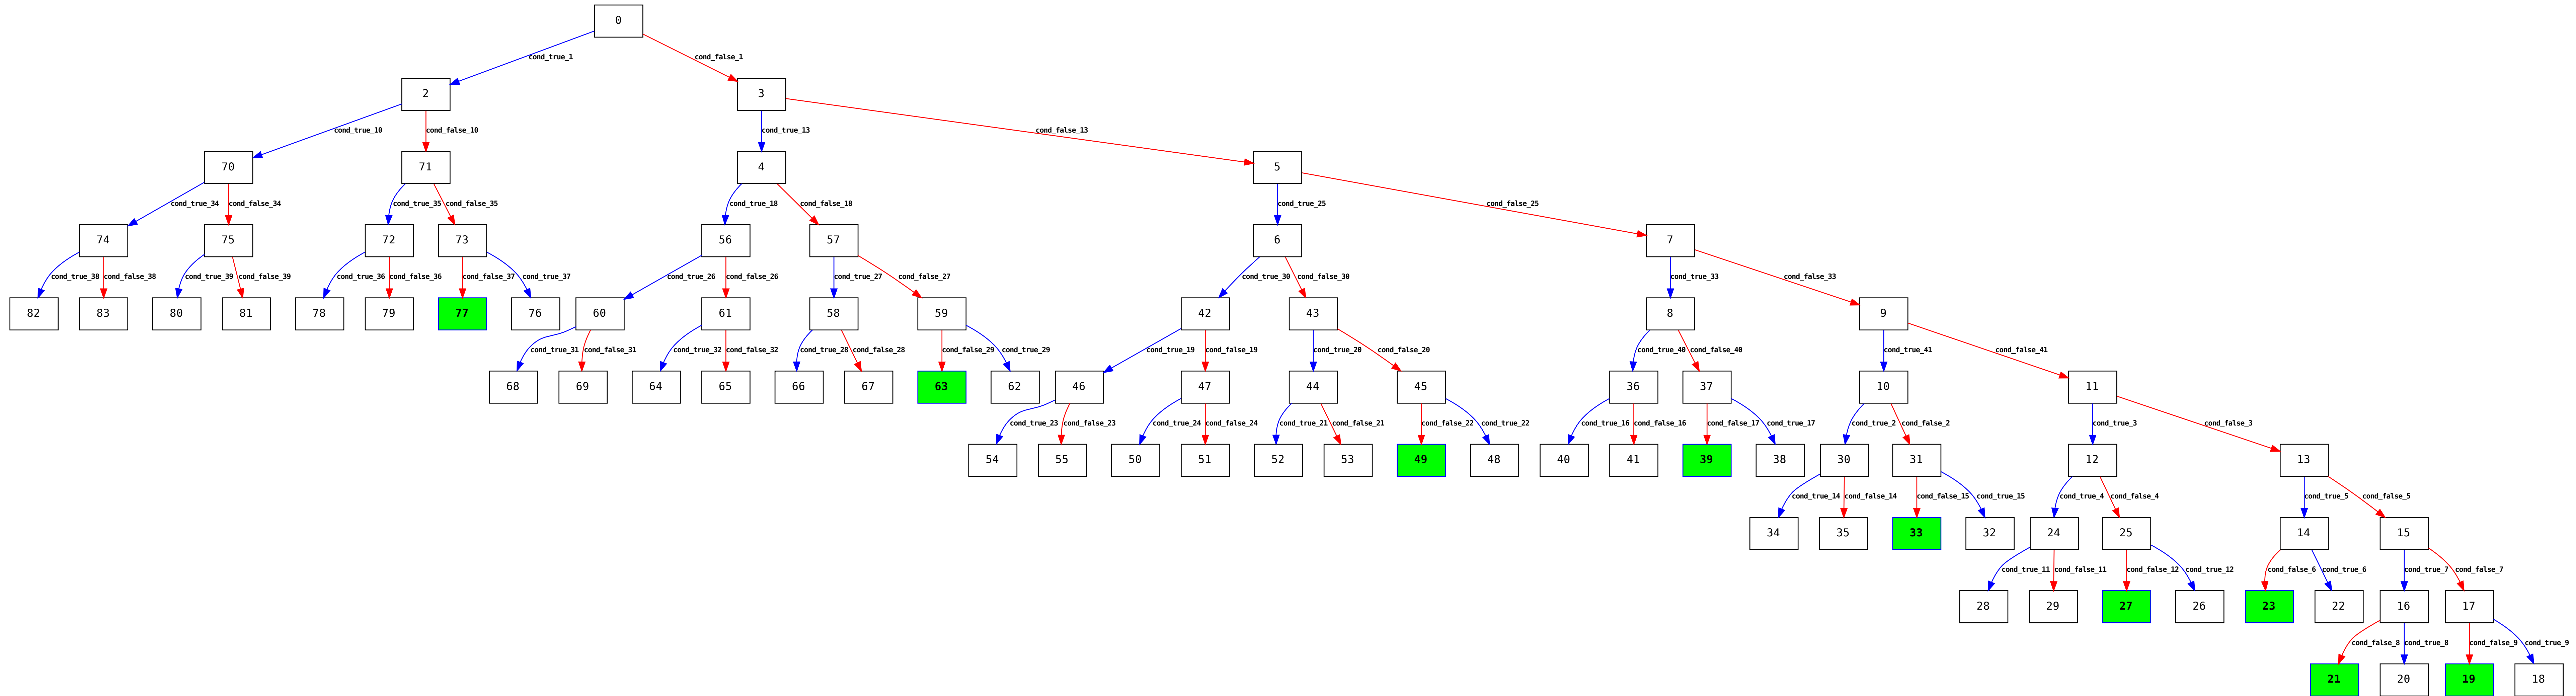 0
cond_true_1 cond_false_1
2 3
cond_true_10 cond_false_10 cond_true_13 cond_false_13
70 71 4 5
cond_true_34 cond_false_34 cond_true_35 cond_false_35 cond_true_18 cond_false_18 cond_true_25 cond_false_25
74 75 72 73 56 57 6 7
cond_true_38 cond_false_38 cond_true_39 cond_false_39 cond_true_36 cond_false_36 cond_false_37 cond_true_37 cond_true_26 cond_false_26 cond_true_27 cond_false_27 cond_true_30 cond_false_30 cond_true_33 cond_false_33
82 83 80 81 78 79 77 76 60 61 58 59 42 43 8 9
cond_true_31 cond_false_31 cond_true_32 cond_false_32 cond_true_28 cond_false_28 cond_false_29 cond_true_29 cond_true_19 cond_false_19 cond_true_20 cond_false_20 cond_true_40 cond_false_40 cond_true_41 cond_false_41
68 69 64 65 66 67 63 62 46 47 44 45 36 37 10 11
cond_true_23 cond_false_23 cond_true_24 cond_false_24 cond_true_21 cond_false_21 cond_false_22 cond_true_22 cond_true_16 cond_false_16 cond_false_17 cond_true_17 cond_true_2 cond_false_2 cond_true_3 cond_false_3
54 55 50 51 52 53 49 48 40 41 39 38 30 31 12 13
cond_true_14 cond_false_14 cond_false_15 cond_true_15 cond_true_4 cond_false_4 cond_true_5 cond_false_5
34 35 33 32 24 25 14 15
cond_true_11 cond_false_11 cond_false_12 cond_true_12 cond_false_6 cond_true_6 cond_true_7 cond_false_7
28 29 27 26 23 22 16 17
cond_false_8 cond_true_8 cond_false_9 cond_true_9
21 20 19 18